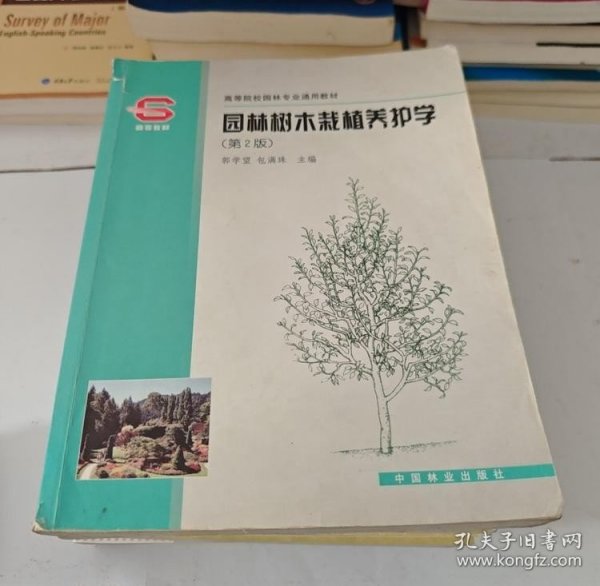 Survey of Major
English-Speaking Countries
高等院校园林专业通用教材
园林树木栽植养护学
(第2版)
郭学望 包满珠 主编
中国林业出版社
孔夫子旧书网
www.kongfz.com